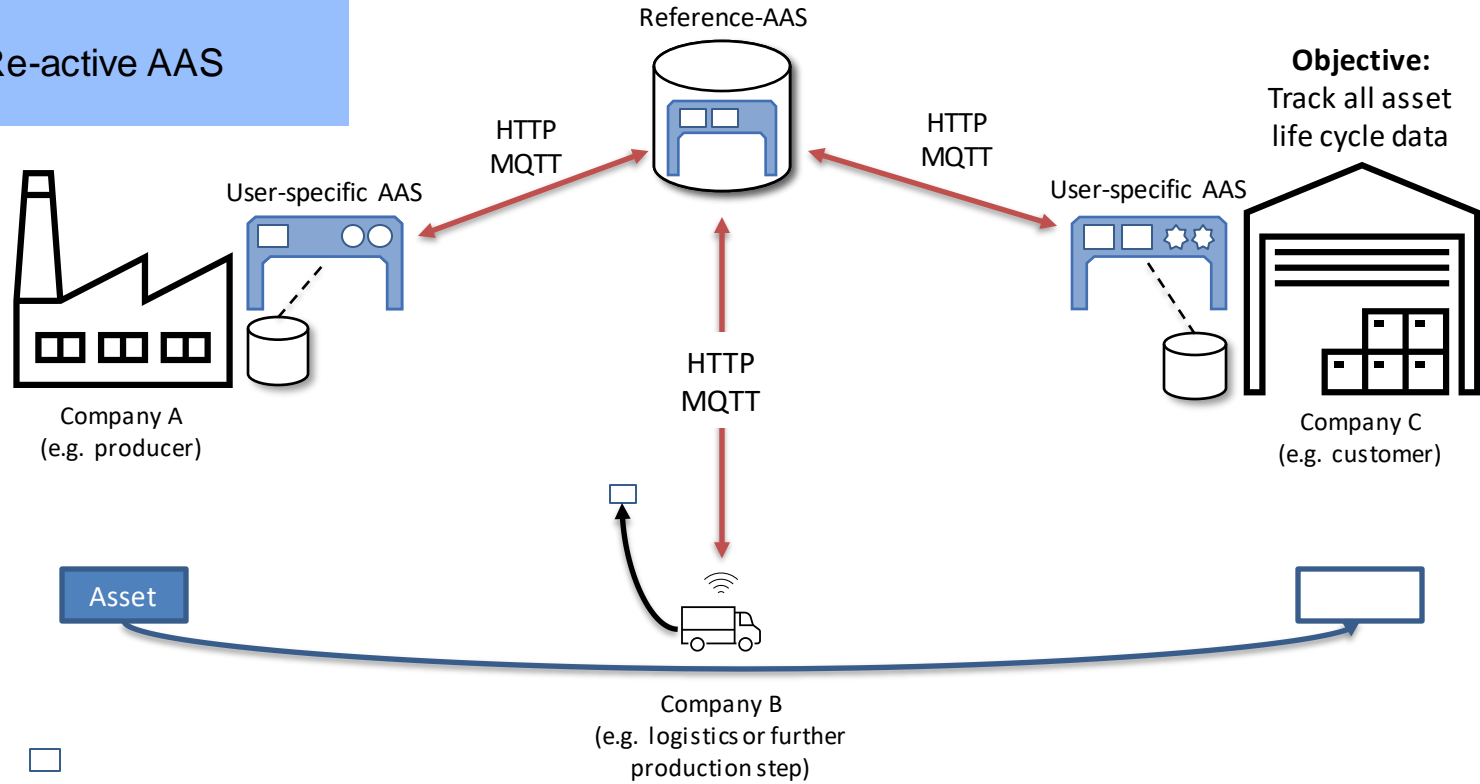 Re-active AAS
Reference-AAS
Objective:
Track all asset
life cycle data
HTTP
MQTT
HTTP
MQTT
User-specific AAS
User-specific AAS
HTTP
MQTT
Company A
(e.g. producer)
Company C
(e.g. customer)
Asset
Company B
(e.g. logistics or further
production step)